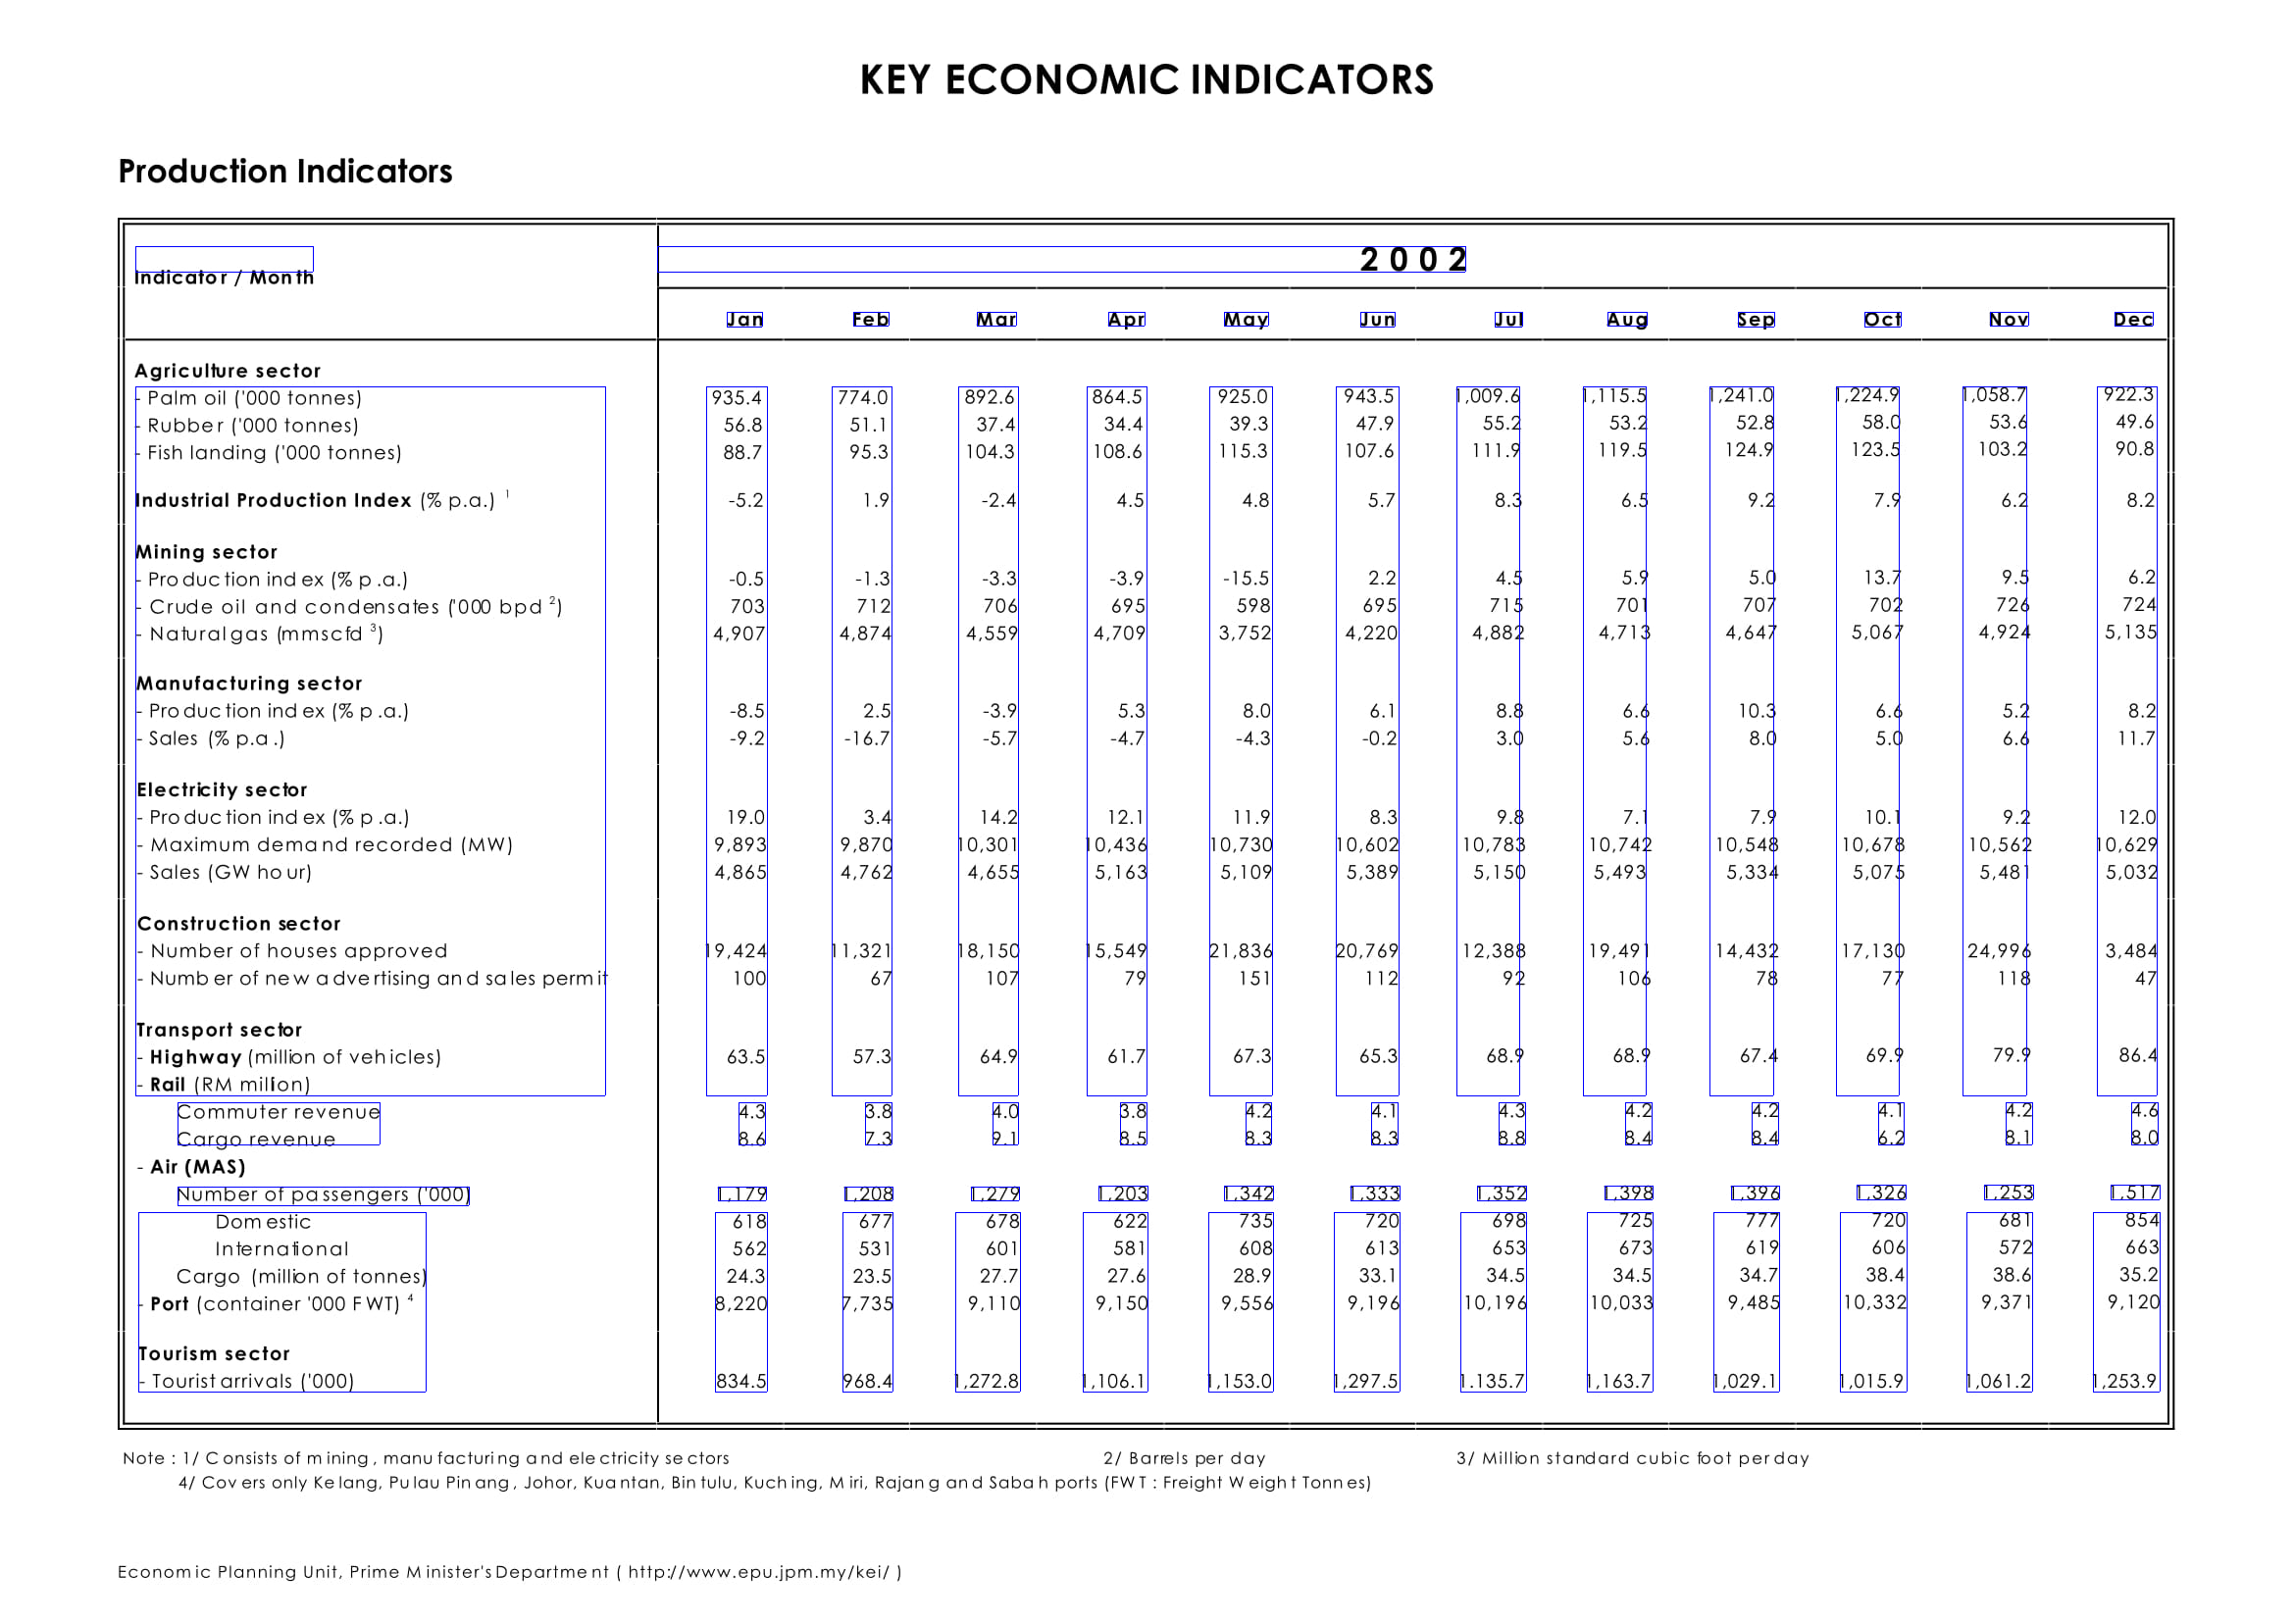 KEY ECONOMIC INDICATORS
Production Indicators
2 0 0 2
Indicator / Month
Jan Feb Mar Apr May Jun Jul Aug Sep Oct Nov Dec
Agriculture sector
- Palm oil ('000 tonnes) 935.4 774.0 892.6 864.5 925.0 943.5 1,009.6 1,115.5 1,241.0 1,224.9 1,058.7 922.3
- Rubber ('000 tonnes) 56.8 51.1 37.4 34.4 39.3 47.9 55.2 53.2 52.8 58.0 53.6 49.6
- Fish landing ('000 tonnes) 88.7 95.3 104.3 108.6 115.3 107.6 111.9 119.5 124.9 123.5 103.2 90.8
Industrial Production Index (% p.a.) 1 -5.2 1.9 -2.4 4.5 4.8 5.7 8.3 6.5 9.2 7.9 6.2 8.2
Mining sector
- Production index (% p.a.) -0.5 -1.3 -3.3 -3.9 -15.5 2.2 4.5 5.9 5.0 13.7 9.5 6.2
- Crude oil and condensates ('000 bpd 2) 703 712 706 695 598 695 715 701 707 702 726 724
- Natural gas (mmscfd 3) 4,907 4,874 4,559 4,709 3,752 4,220 4,882 4,713 4,647 5,067 4,924 5,135
Manufacturing sector
- Production index (% p.a.) -8.5 2.5 -3.9 5.3 8.0 6.1 8.8 6.6 10.3 6.6 5.2 8.2
- Sales (% p.a.) -9.2 -16.7 -5.7 -4.7 -4.3 -0.2 3.0 5.6 8.0 5.0 6.6 11.7
Electricity sector
- Production index (% p.a.) 19.0 3.4 14.2 12.1 11.9 8.3 9.8 7.1 7.9 10.1 9.2 12.0
- Maximum demand recorded (MW) 9,893 9,870 10,301 10,436 10,730 10,602 10,783 10,742 10,548 10,678 10,562 10,629
- Sales (GW hour) 4,865 4,762 4,655 5,163 5,109 5,389 5,150 5,493 5,334 5,075 5,481 5,032
Construction sector
- Number of houses approved 19,424 11,321 18,150 15,549 21,836 20,769 12,388 19,491 14,432 17,130 24,996 3,484
- Number of new advertising and sales permit 100 67 107 79 151 112 92 106 78 77 118 47
Transport sector
- Highway (million of vehicles) 63.5 57.3 64.9 61.7 67.3 65.3 68.9 68.9 67.4 69.9 79.9 86.4
- Rail (RM million)
Commuter revenue 4.3 3.8 4.0 3.8 4.2 4.1 4.3 4.2 4.2 4.1 4.2 4.6
Cargo revenue 8.6 7.3 9.1 8.5 8.3 8.3 8.8 8.4 8.4 6.2 8.1 8.0
- Air (MAS)
Number of passengers ('000) 1,179 1,208 1,279 1,203 1,342 1,333 1,352 1,398 1,396 1,326 1,253 1,517
Domestic 618 677 678 622 735 720 698 725 777 720 681 854
International 562 531 601 581 608 613 653 673 619 606 572 663
Cargo (million of tonnes) 24.3 23.5 27.7 27.6 28.9 33.1 34.5 34.5 34.7 38.4 38.6 35.2
- Port (container '000 FWT) 4 8,220 7,735 9,110 9,150 9,556 9,196 10,196 10,033 9,485 10,332 9,371 9,120
Tourism sector
- Tourist arrivals ('000) 834.5 968.4 1,272.8 1,106.1 1,153.0 1,297.5 1.135.7 1,163.7 1,029.1 1,015.9 1,061.2 1,253.9
Note : 1/ Consists of mining, manufacturing and electricity sectors 2/ Barrels per day 3/ Million standard cubic foot per day
4/ Covers only Kelang, Pulau Pinang, Johor, Kuantan, Bintulu, Kuching, Miri, Rajang and Sabah ports (FWT : Freight Weight Tonnes)
Economic Planning Unit, Prime Minister's Department ( http://www.epu.jpm.my/kei/ )